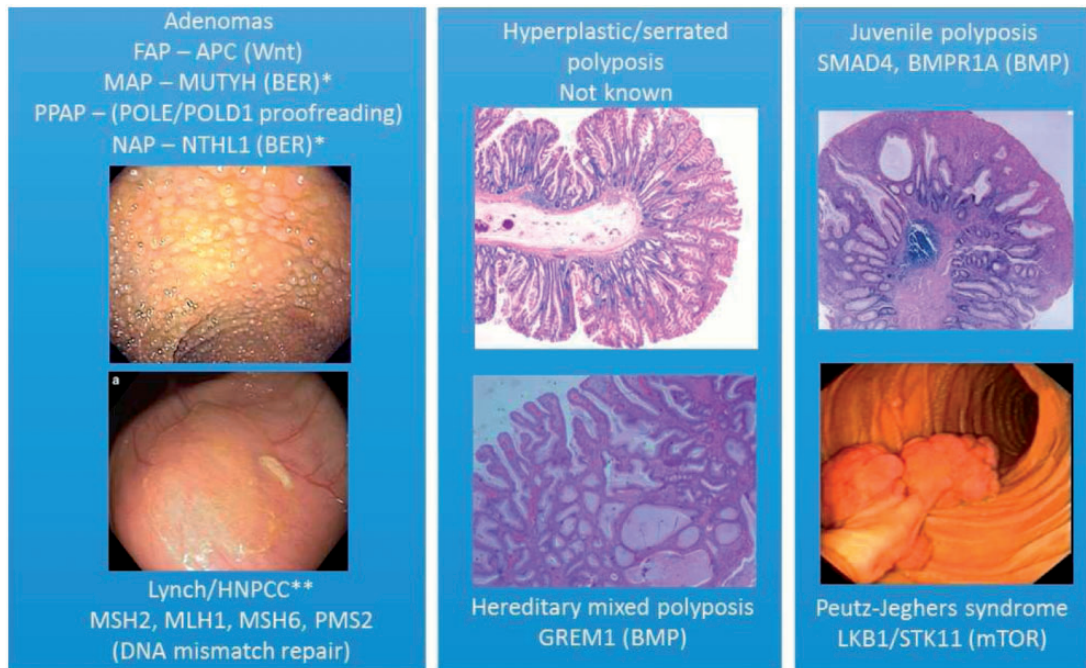 Adenomas
FAP – APC (Wnt)
MAP – MUTYH (BER)*
PPAP – (POLE/POLD1 proofreading)
NAP – NTHL1 (BER)*
a
Lynch/HNPCC**
MSH2, MLH1, MSH6, PMS2
(DNA mismatch repair)
Hyperplastic/serrated
polyposis
Not known
Hereditary mixed polyposis
GREM1 (BMP)
Juvenile polyposis
SMAD4, BMPR1A (BMP)
Peutz-Jeghers syndrome
LKB1/STK11 (mTOR)